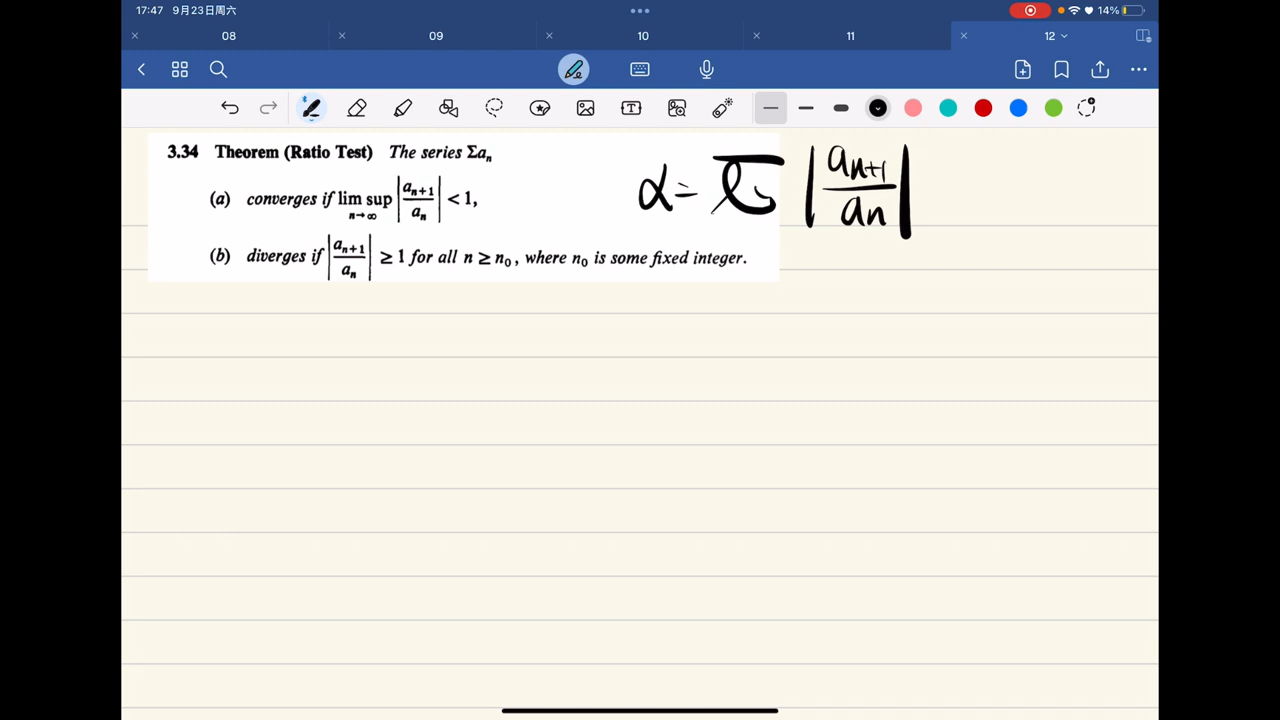 17:47 9月23日周六
14%
08
09
10
11
12
3.34 Theorem (Ratio Test) The series Σaₙ
(a) converges if lim sup n→∞ |aₙ₊₁/aₙ| < 1,
(b) diverges if |aₙ₊₁/aₙ| ≥ 1 for all n ≥ n₀, where n₀ is some fixed integer.
α = |aₙ₊₁/aₙ|